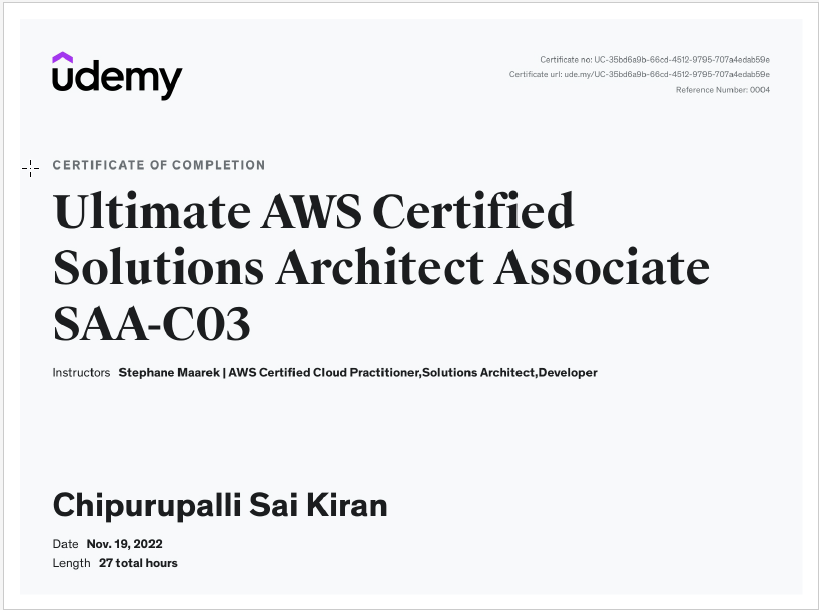 udemy
Certificate no: UC-35bd6a9b-66cd-4512-9795-707a4edab59e
Certificate url: ude.my/UC-35bd6a9b-66cd-4512-9795-707a4edab59e
Reference Number: 0004
CERTIFICATE OF COMPLETION
Ultimate AWS Certified
Solutions Architect Associate
SAA-C03
Instructors Stephane Maarek | AWS Certified Cloud Practitioner,Solutions Architect,Developer
Chipurupalli Sai Kiran
Date Nov. 19, 2022
Length 27 total hours